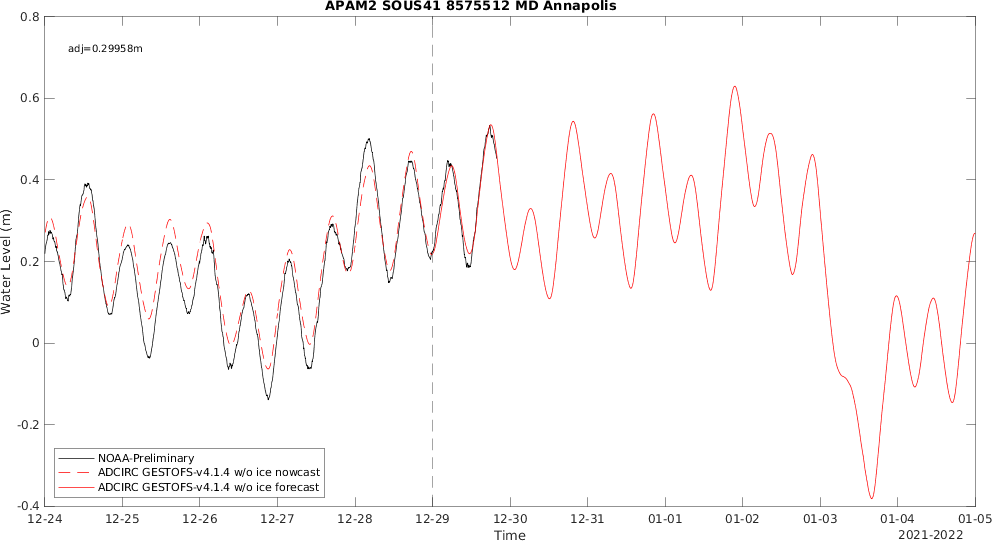 APAM2 SOUS41 8575512 MD Annapolis
0.8
adj=0.29958m
0.6
0.4
0.2
0
-0.2
-0.4
Water Level (m)
NOAA-Preliminary
ADCIRC GESTOFS-v4.1.4 w/o ice nowcast
ADCIRC GESTOFS-v4.1.4 w/o ice forecast
12-24 12-25 12-26 12-27 12-28 12-29 12-30 12-31 01-01 01-02 01-03 01-04 01-05
Time
2021-2022